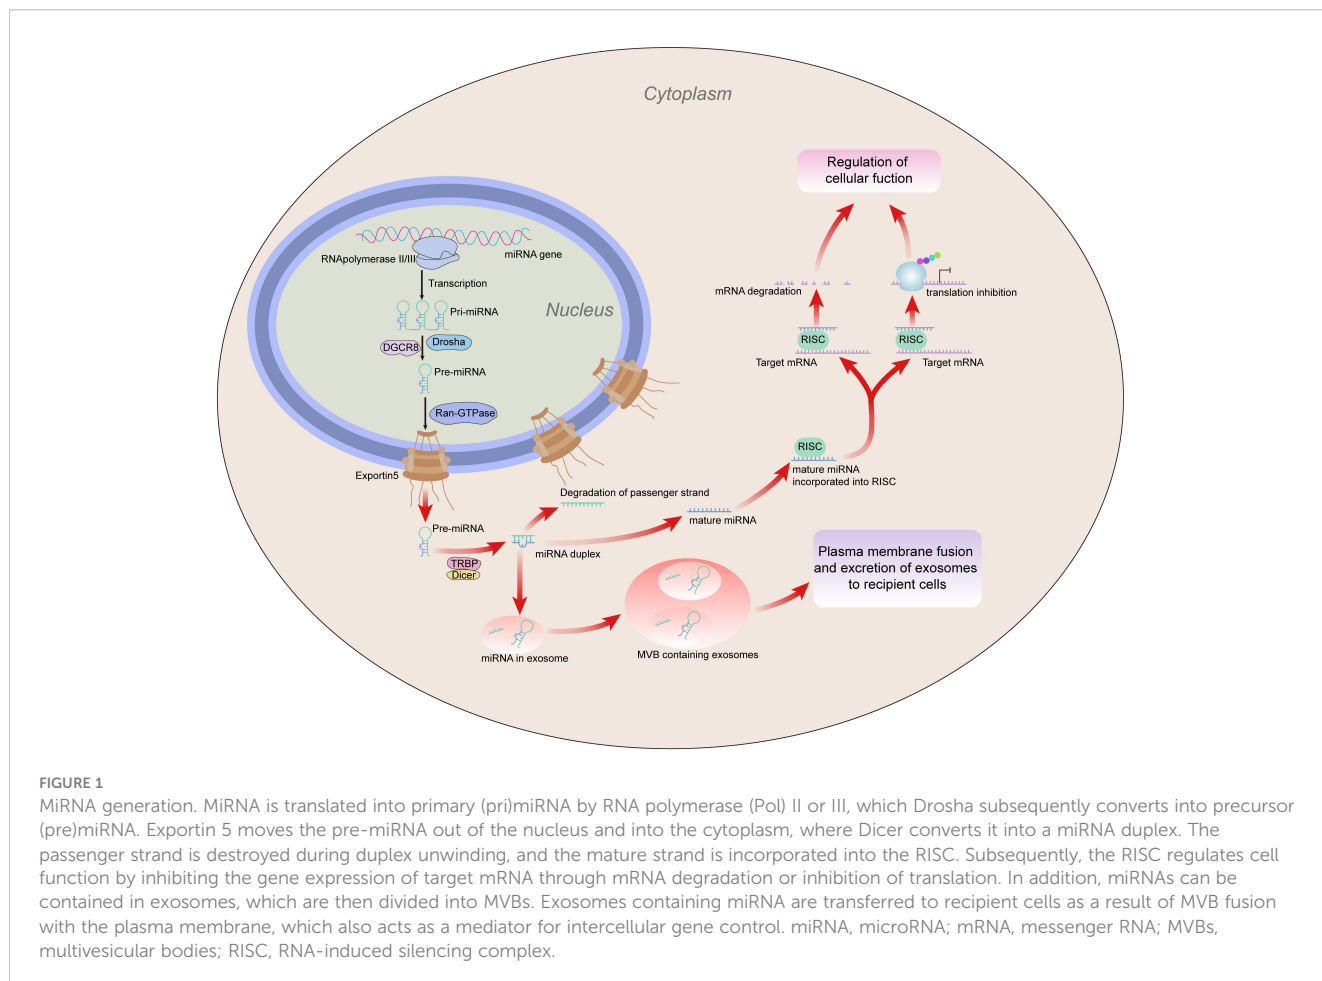 Cytoplasm
Regulation of
cellular fuction
RNApolymerase II/III
miRNA gene
Transcription
Nucleus
Pri-miRNA
DGCR8
Drosha
Pre-miRNA
Ran-GTPase
Exportin5
mRNA degradation
translation inhibition
RISC
RISC
Target mRNA
Target mRNA
RISC
mature miRNA
incorporated into RISC
Degradation of passenger strand
mature miRNA
Pre-miRNA
miRNA duplex
TRBP
Dicer
Plasma membrane fusion
and excretion of exosomes
to recipient cells
miRNA in exosome
MVB containing exosomes
FIGURE 1
MiRNA generation. MiRNA is translated into primary (pri)miRNA by RNA polymerase (Pol) II or III, which Drosha subsequently converts into precursor
(pre)miRNA. Exportin 5 moves the pre-miRNA out of the nucleus and into the cytoplasm, where Dicer converts it into a miRNA duplex. The
passenger strand is destroyed during duplex unwinding, and the mature strand is incorporated into the RISC. Subsequently, the RISC regulates cell
function by inhibiting the gene expression of target mRNA through mRNA degradation or inhibition of translation. In addition, miRNAs can be
contained in exosomes, which are then divided into MVBs. Exosomes containing miRNA are transferred to recipient cells as a result of MVB fusion
with the plasma membrane, which also acts as a mediator for intercellular gene control. miRNA, microRNA; mRNA, messenger RNA; MVBs,
multivesicular bodies; RISC, RNA-induced silencing complex.